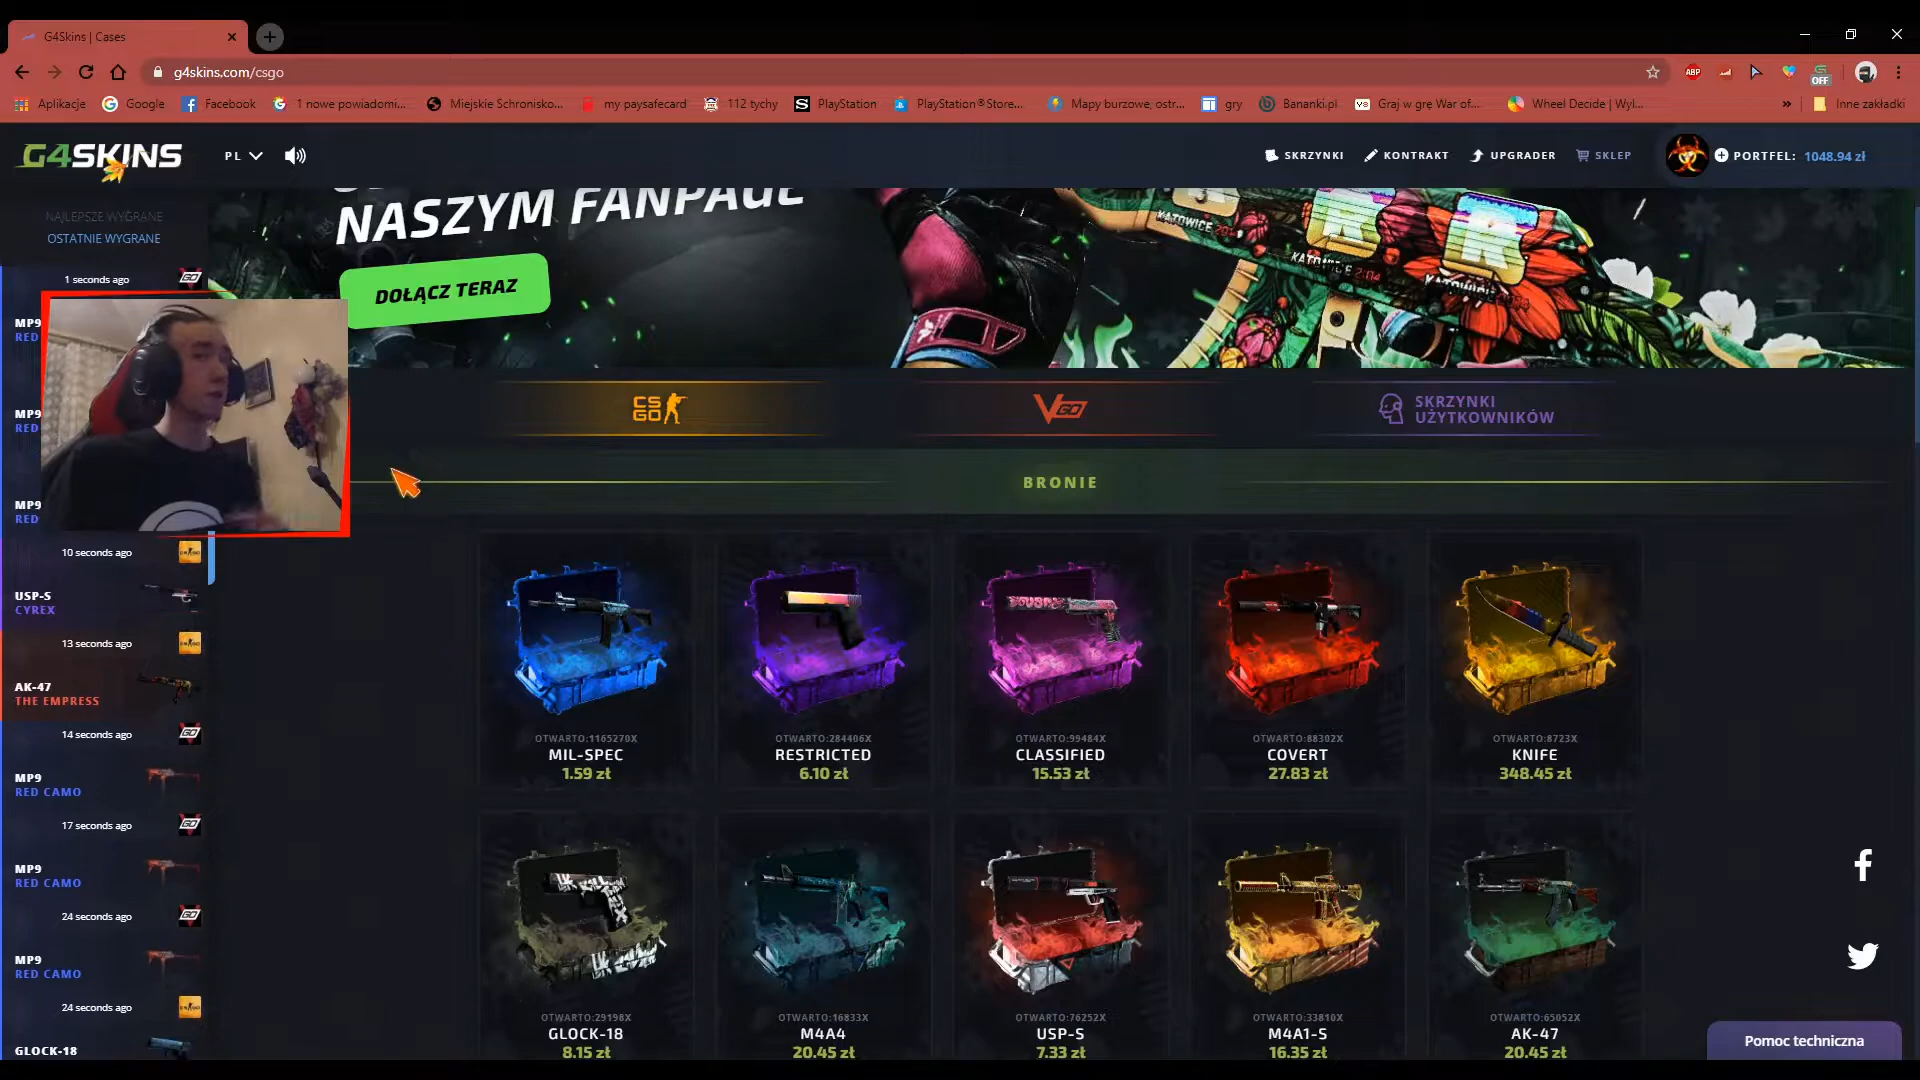 G4Skins | Cases
g4skins.com/csgo
ABP
OFF
Aplikacje
Google
Facebook
1 nowe powiadomi...
Miejskie Schronisko...
my paysafecard
112 tychy
PlayStation
PlayStation®Store...
Mapy burzowe, ostr...
gry
Bananki.pl
Graj w grę War of...
Wheel Decide | Wyl...
»
Inne zakładki
G4SKINS
PL
SKRZYNKI
KONTRAKT
UPGRADER
SKLEP
PORTFEL: 1048.94 zł
NAJLEPSZE WYGRANE
OSTATNIE WYGRANE
NASZYM FANPAGE
DOŁĄCZ TERAZ
KATOWICE 2014
1 seconds ago
MP9
RED
MP9
RED
MP9
RED
10 seconds ago
USP-S
CYREX
13 seconds ago
AK-47
THE EMPRESS
14 seconds ago
MP9
RED CAMO
17 seconds ago
MP9
RED CAMO
24 seconds ago
MP9
RED CAMO
24 seconds ago
GLOCK-18
CS
GO
VGO
SKRZYNKI
UŻYTKOWNIKÓW
BRONIE
OTWARTO:1165270X
MIL-SPEC
1.59 zł
OTWARTO:284406X
RESTRICTED
6.10 zł
OTWARTO:99484X
CLASSIFIED
15.53 zł
OTWARTO:88302X
COVERT
27.83 zł
OTWARTO:8723X
KNIFE
348.45 zł
OTWARTO:29198X
GLOCK-18
8.15 zł
OTWARTO:16833X
M4A4
20.45 zł
OTWARTO:76252X
USP-S
7.33 zł
OTWARTO:33810X
M4A1-S
16.35 zł
OTWARTO:65052X
AK-47
20.45 zł
Pomoc techniczna